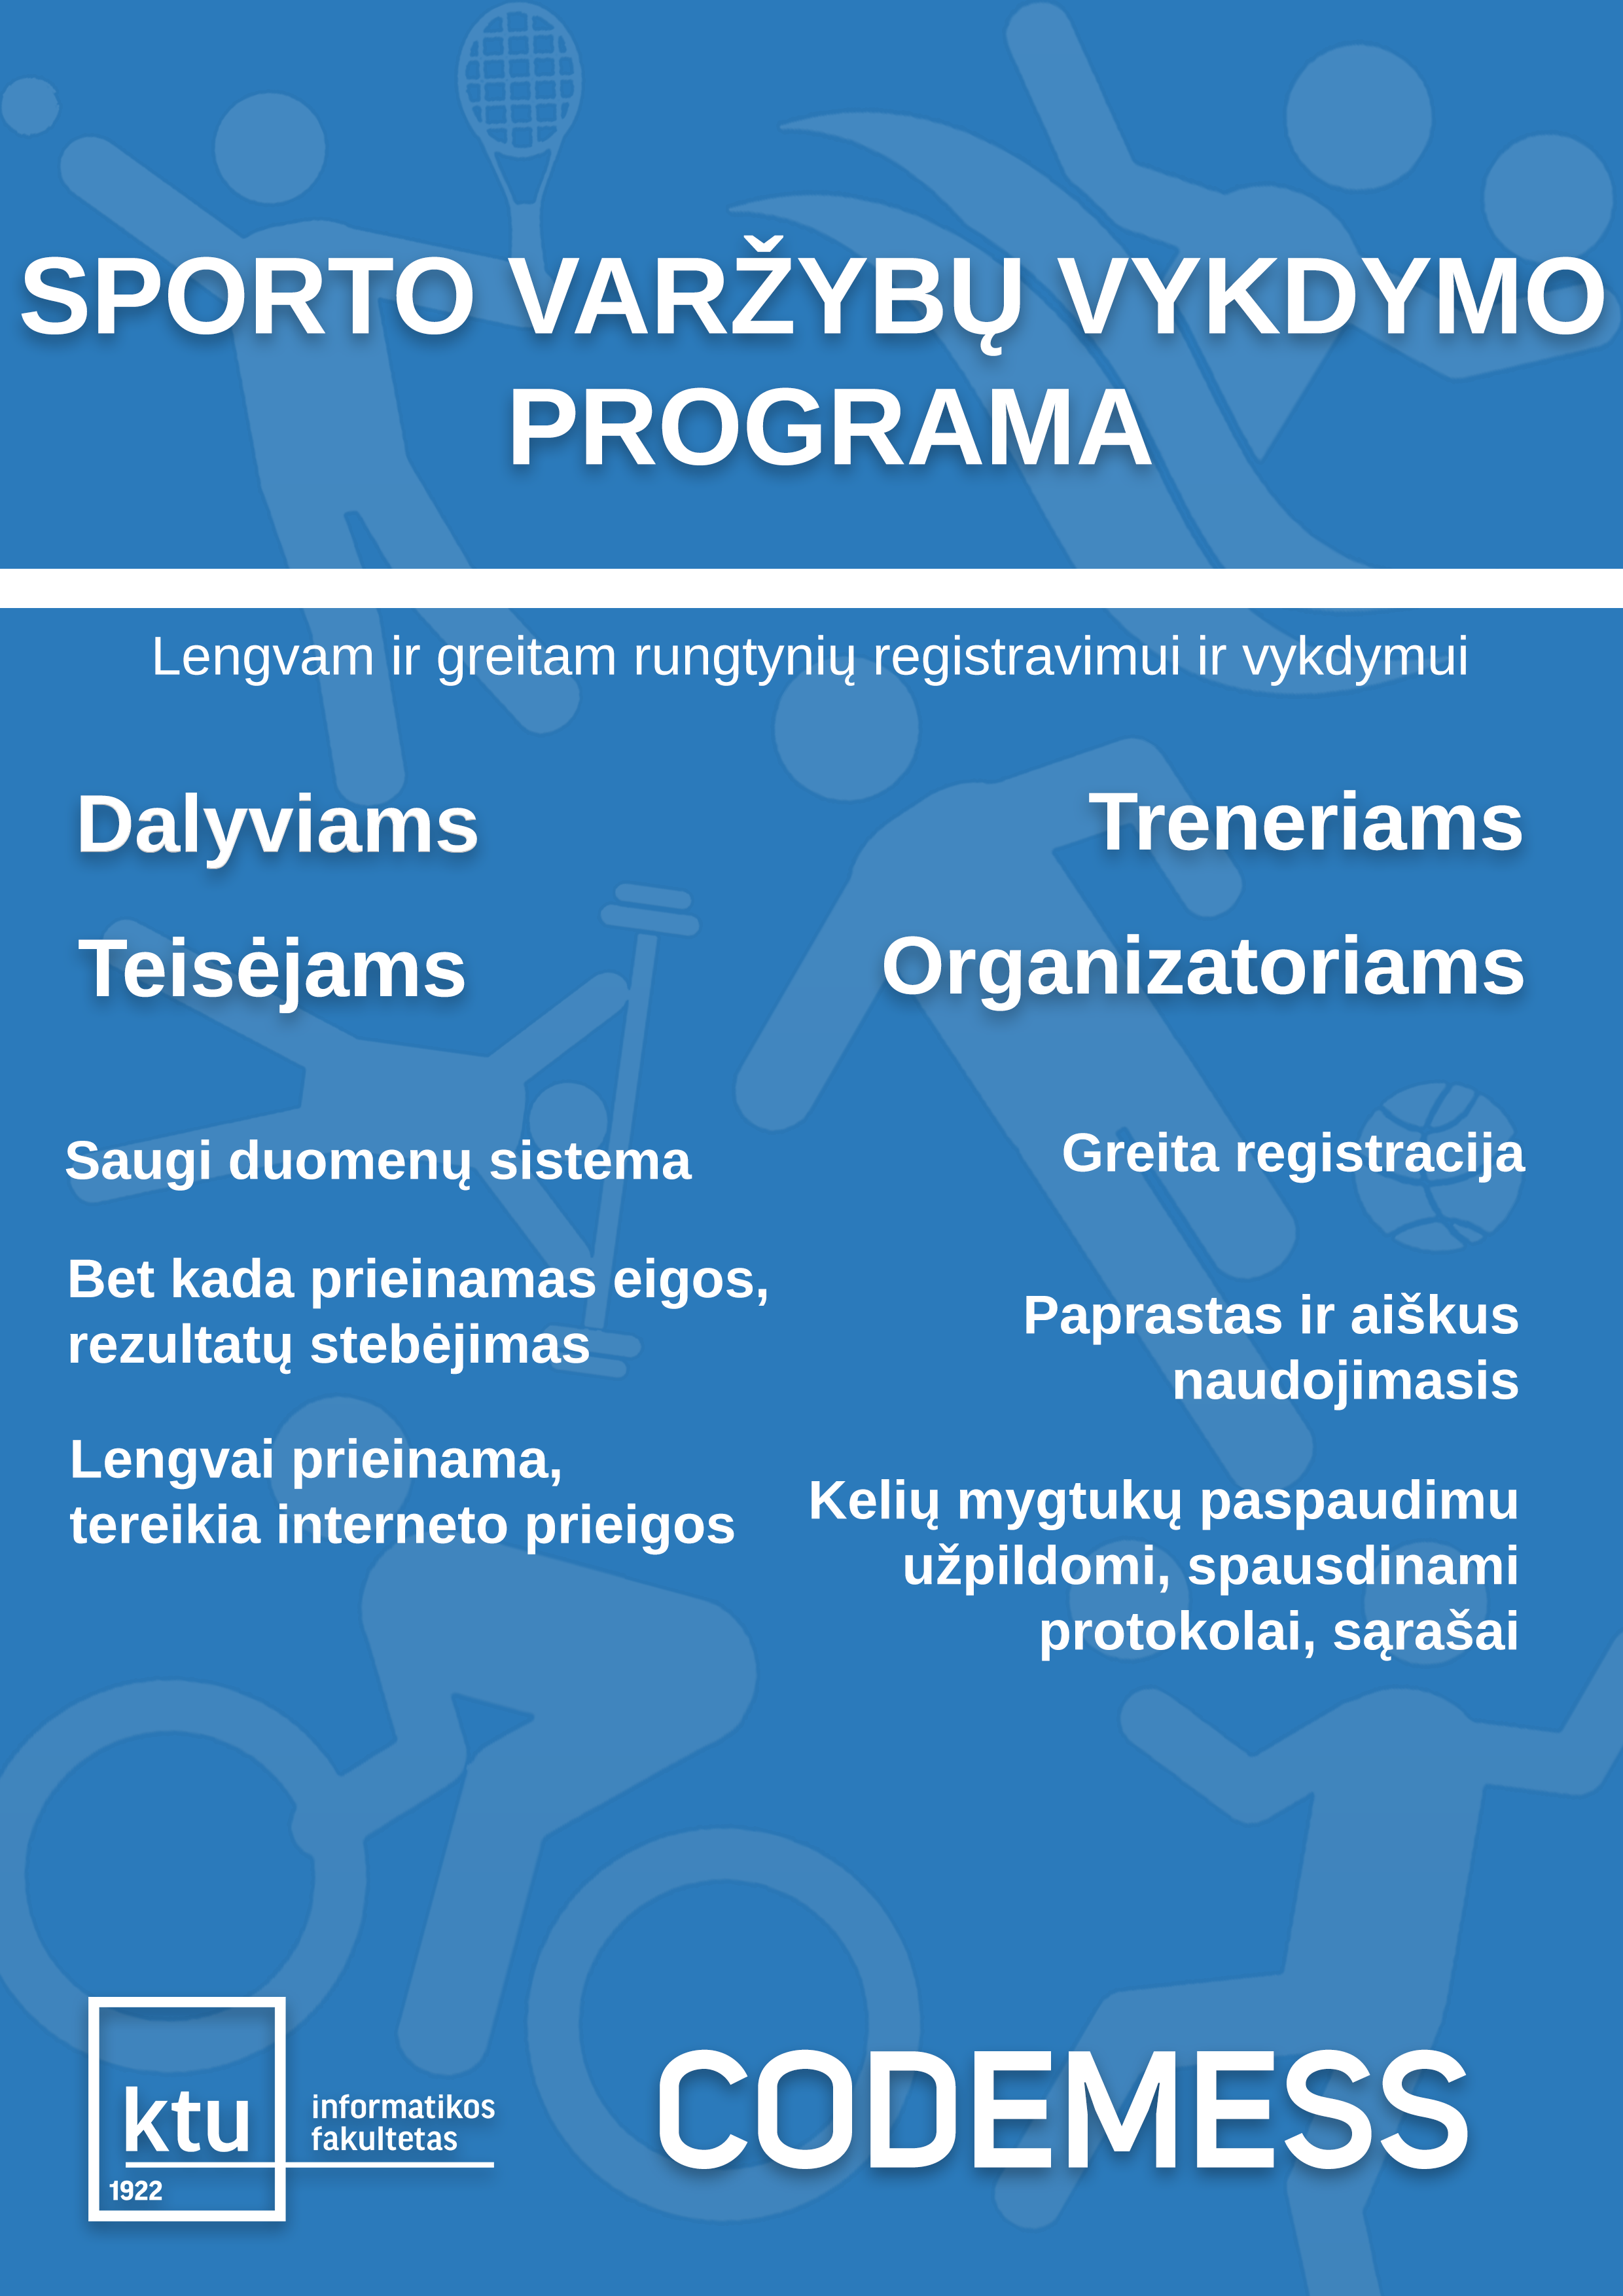 SPORTO VARŽYBŲ VYKDYMO
PROGRAMA
Lengvam ir greitam rungtynių registravimui ir vykdymui
Dalyviams
Treneriams
Teisėjams
Organizatoriams
Saugi duomenų sistema
Bet kada prieinamas eigos,
rezultatų stebėjimas
Lengvai prieinama,
tereikia interneto prieigos
Greita registracija
Paprastas ir aiškus
naudojimasis
Kelių mygtukų paspaudimu
užpildomi, spausdinami
protokolai, sąrašai
ktu
1922
informatikos
fakultetas
CODEMESS